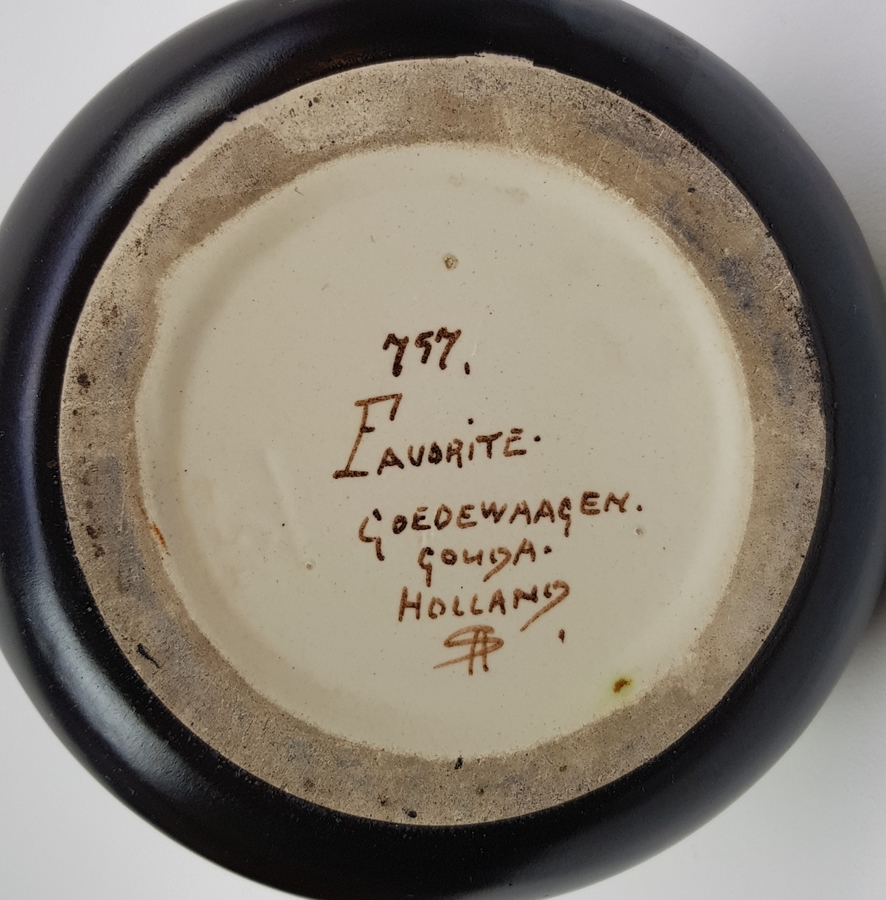 757.
FAVORITE.
GOEDEWAAGEN.
GOUDA.
HOLLAND